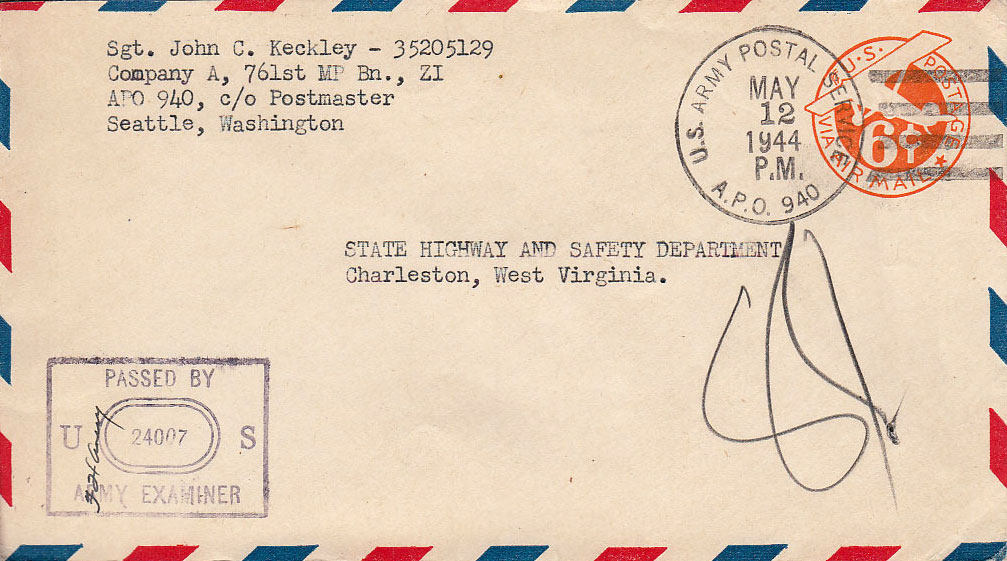 Sgt. John C. Keckley - 35205129
Company A, 761st MP Bn., ZI
APO 940, c/o Postmaster
Seattle, Washington
U.S. ARMY POSTAL SERVICE
MAY
12
1944
P.M.
A.P.O. 940
U.S. POSTAGE
6¢
VIA AIR MAIL
STATE HIGHWAY AND SAFETY DEPARTMENT
Charleston, West Virginia.
PASSED BY
U 24007 S
ARMY EXAMINER